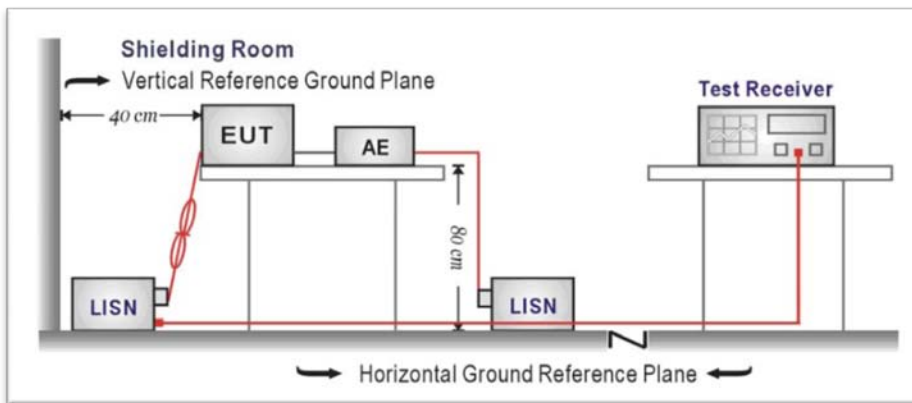 Shielding Room
Vertical Reference Ground Plane
40 cm
EUT
AE
Test Receiver
80 cm
LISN
LISN
Horizontal Ground Reference Plane